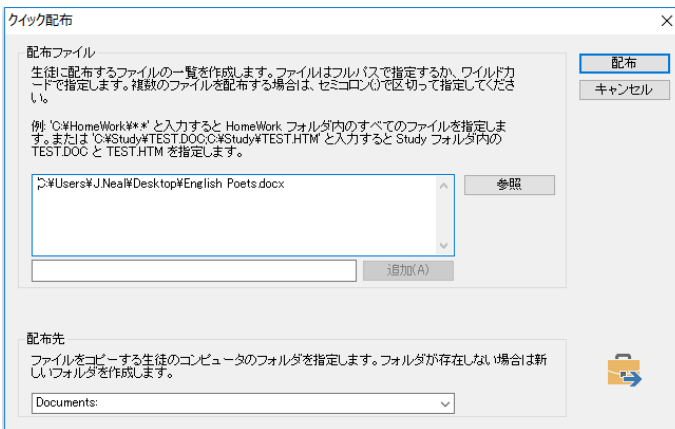 クイック配布
配布ファイル
生徒に配布するファイルの一覧を作成します。ファイルはフルパスで指定するか、ワイルドカ
ードで指定します。複数のファイルを配布する場合は、セミコロン(;)で区切って指定してくださ
い。
例: 'C:¥HomeWork¥*.*' と入力すると HomeWork フォルダ内のすべてのファイルを指定しま
す。または 'C:¥Study¥TEST.DOC;C:¥Study¥TEST.HTM' と入力すると Study フォルダ内の
TEST.DOC と TEST.HTM を指定します。
C:¥Users¥J.Neal¥Desktop¥English Poets.docx
追加(A)
配布
キャンセル
参照
配布先
ファイルをコピーする生徒のコンピュータのフォルダを指定します。フォルダが存在しない場合は新
しいフォルダを作成します。
Documents: